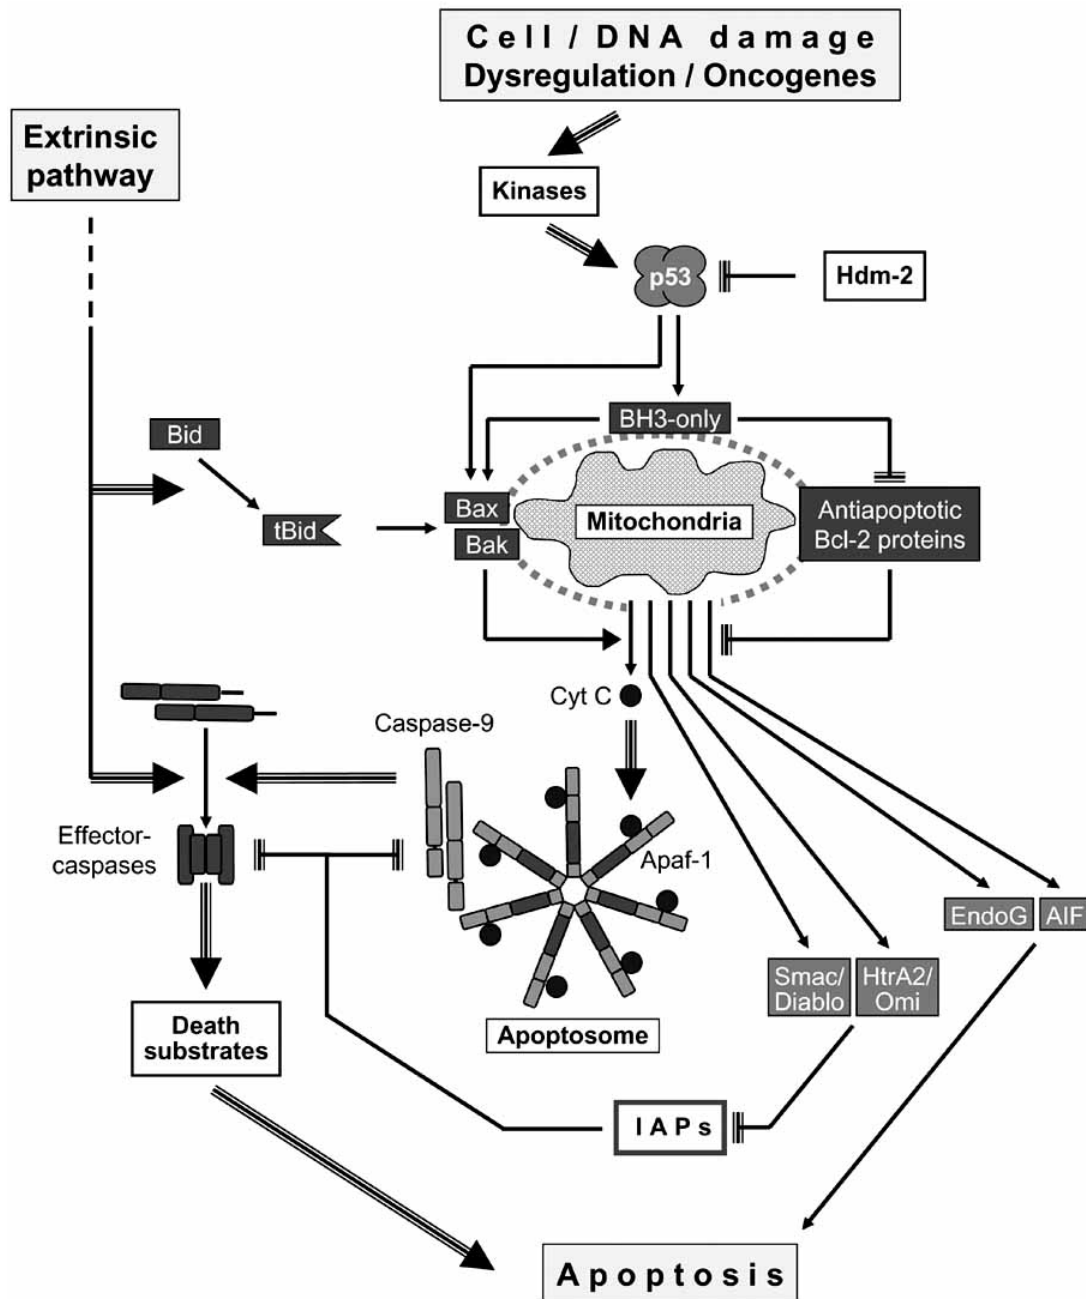 Cell / DNA damage
Dysregulation / Oncogenes
Extrinsic
pathway
Kinases
p53
Hdm-2
BH3-only
Bid
tBid
Bax
Bak
Mitochondria
Antiapoptotic
Bcl-2 proteins
Cyt C
Caspase-9
Effector-
caspases
Apaf-1
EndoG
AIF
Smac/
Diablo
HtrA2/
Omi
Death
substrates
Apoptosome
IAPs
Apoptosis